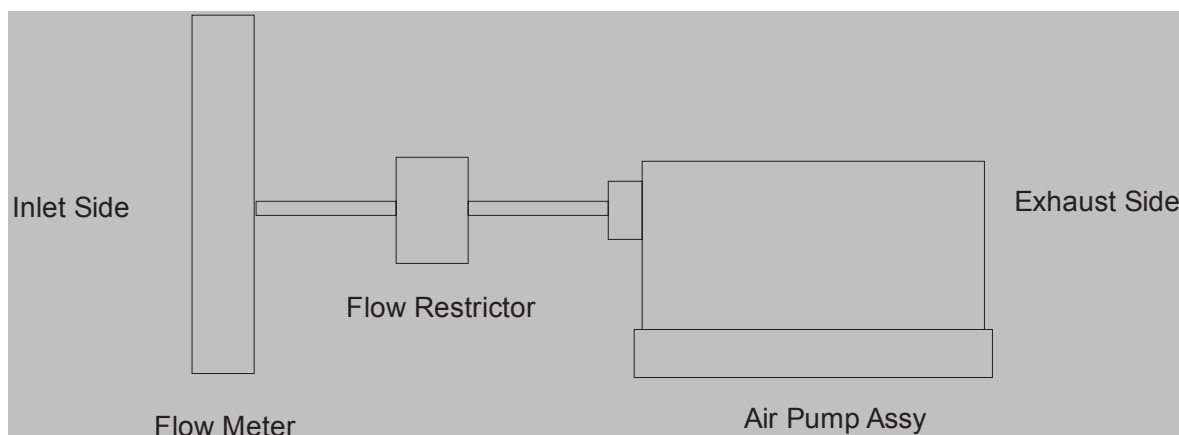 Inlet Side
Exhaust Side
Flow Restrictor
Flow Meter
Air Pump Assy